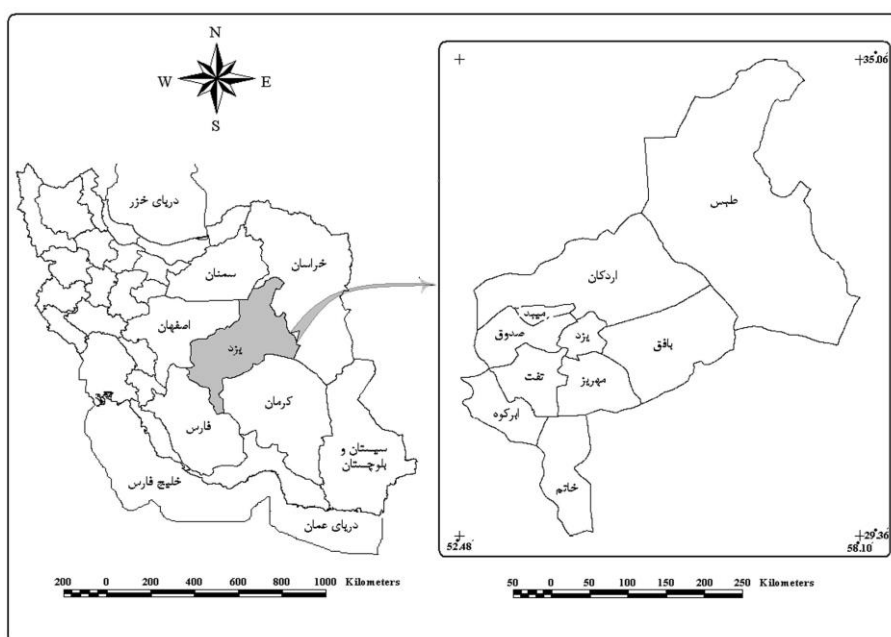 N
W E
S
دریای خزر
سمنان
خراسان
اصفهان
یزد
کرمان
فارس
سیستان و
بلوچستان
خلیج فارس
دریای عمان
200 0 200 400 600 800 1000 Kilometers
35.06
طبس
اردکان
میبد
صدوق
یزد
بافق
تفت
مهریز
ابرکوه
خاتم
29.36
52.48
58.10
50 0 50 100 150 200 250 Kilometers